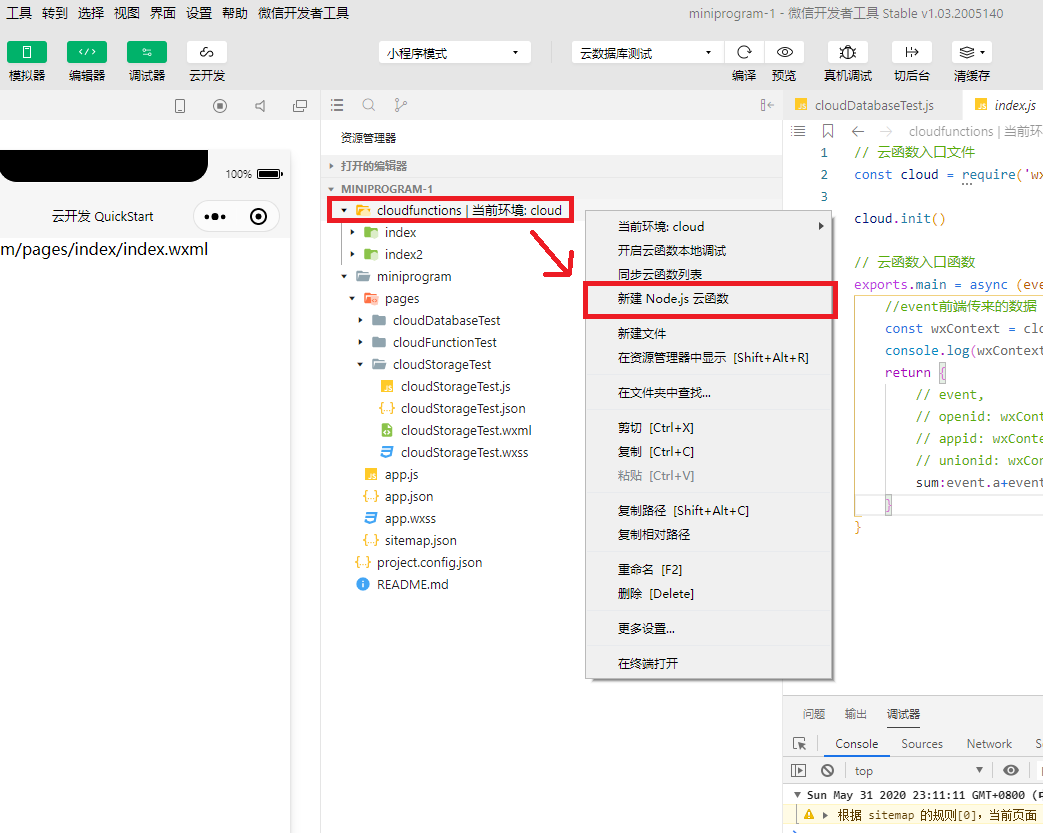 工具 转到 选择 视图 界面 设置 帮助 微信开发者工具 miniprogram-1 - 微信开发者工具 Stable v1.03.2005140
小程序模式 云数据库测试
模拟器 编辑器 调试器 云开发 编译 预览 真机调试 切后台 清缓存
100%
云开发 QuickStart
m/pages/index/index.wxml
资源管理器
打开的编辑器
MINIPROGRAM-1
cloudfunctions | 当前环境: cloud
index
index2
miniprogram
pages
cloudDatabaseTest
cloudFunctionTest
cloudStorageTest
cloudStorageTest.js
cloudStorageTest.json
cloudStorageTest.wxml
cloudStorageTest.wxss
app.js
app.json
app.wxss
sitemap.json
project.config.json
README.md
当前环境: cloud
开启云函数本地调试
同步云函数列表
新建 Node.js 云函数
新建文件
在资源管理器中显示 [Shift+Alt+R]
在文件夹中查找...
剪切 [Ctrl+X]
复制 [Ctrl+C]
粘贴 [Ctrl+V]
复制路径 [Shift+Alt+C]
复制相对路径
重命名 [F2]
删除 [Delete]
更多设置...
在终端打开
cloudDatabaseTest.js index.js
cloudfunctions | 当前环
1 // 云函数入口文件
2 const cloud = require('wx
3
cloud.init()
// 云函数入口函数
exports.main = async (eve
//event前端传来的数据
const wxContext = clo
console.log(wxContext
return {
// event,
// openid: wxConte
// appid: wxConte
// unionid: wxCon
sum:event.a+event
}
}
问题 输出 调试器
Console Sources Network S
top
Sun May 31 2020 23:11:11 GMT+0800 (中
根据 sitemap 的规则[0]，当前页面